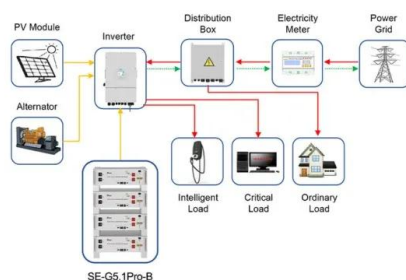 PV Module
Inverter
Distribution
Box
Electricity
Meter
Power
Grid
Alternator
Intelligent
Load
Critical
Load
Ordinary
Load
SE-G5.1Pro-B